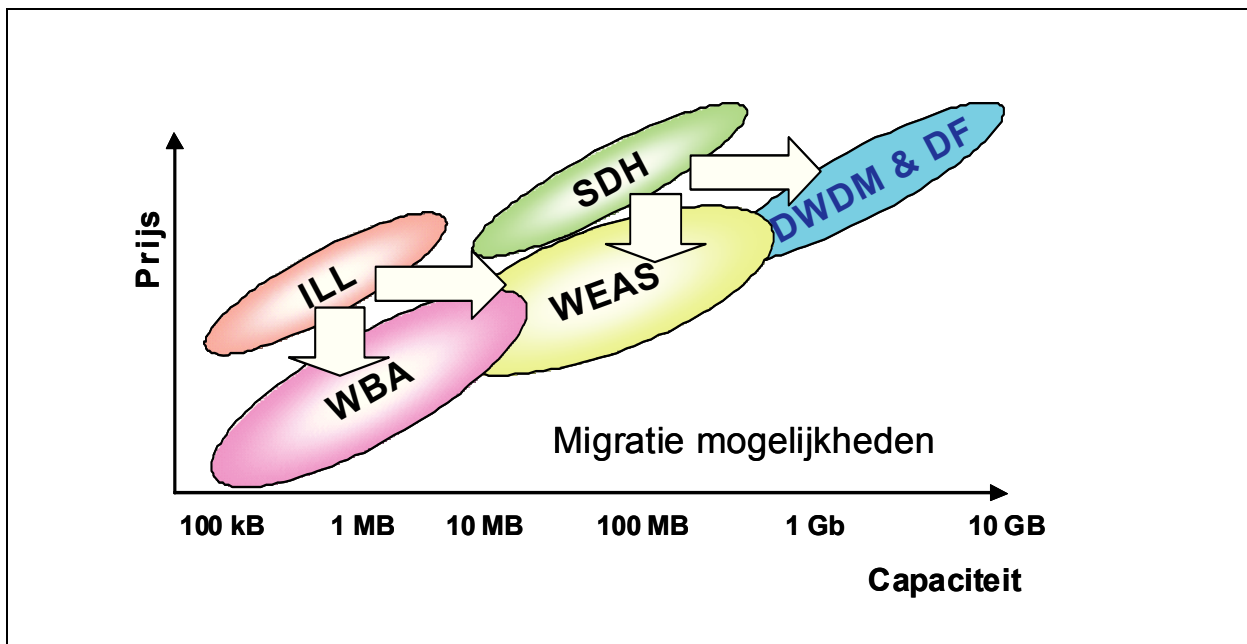 Prijs
SDH
DWDM & DF
ILL
WEAS
WBA
Migratie mogelijkheden
100 kB 1 MB 10 MB 100 MB 1 Gb 10 GB
Capaciteit